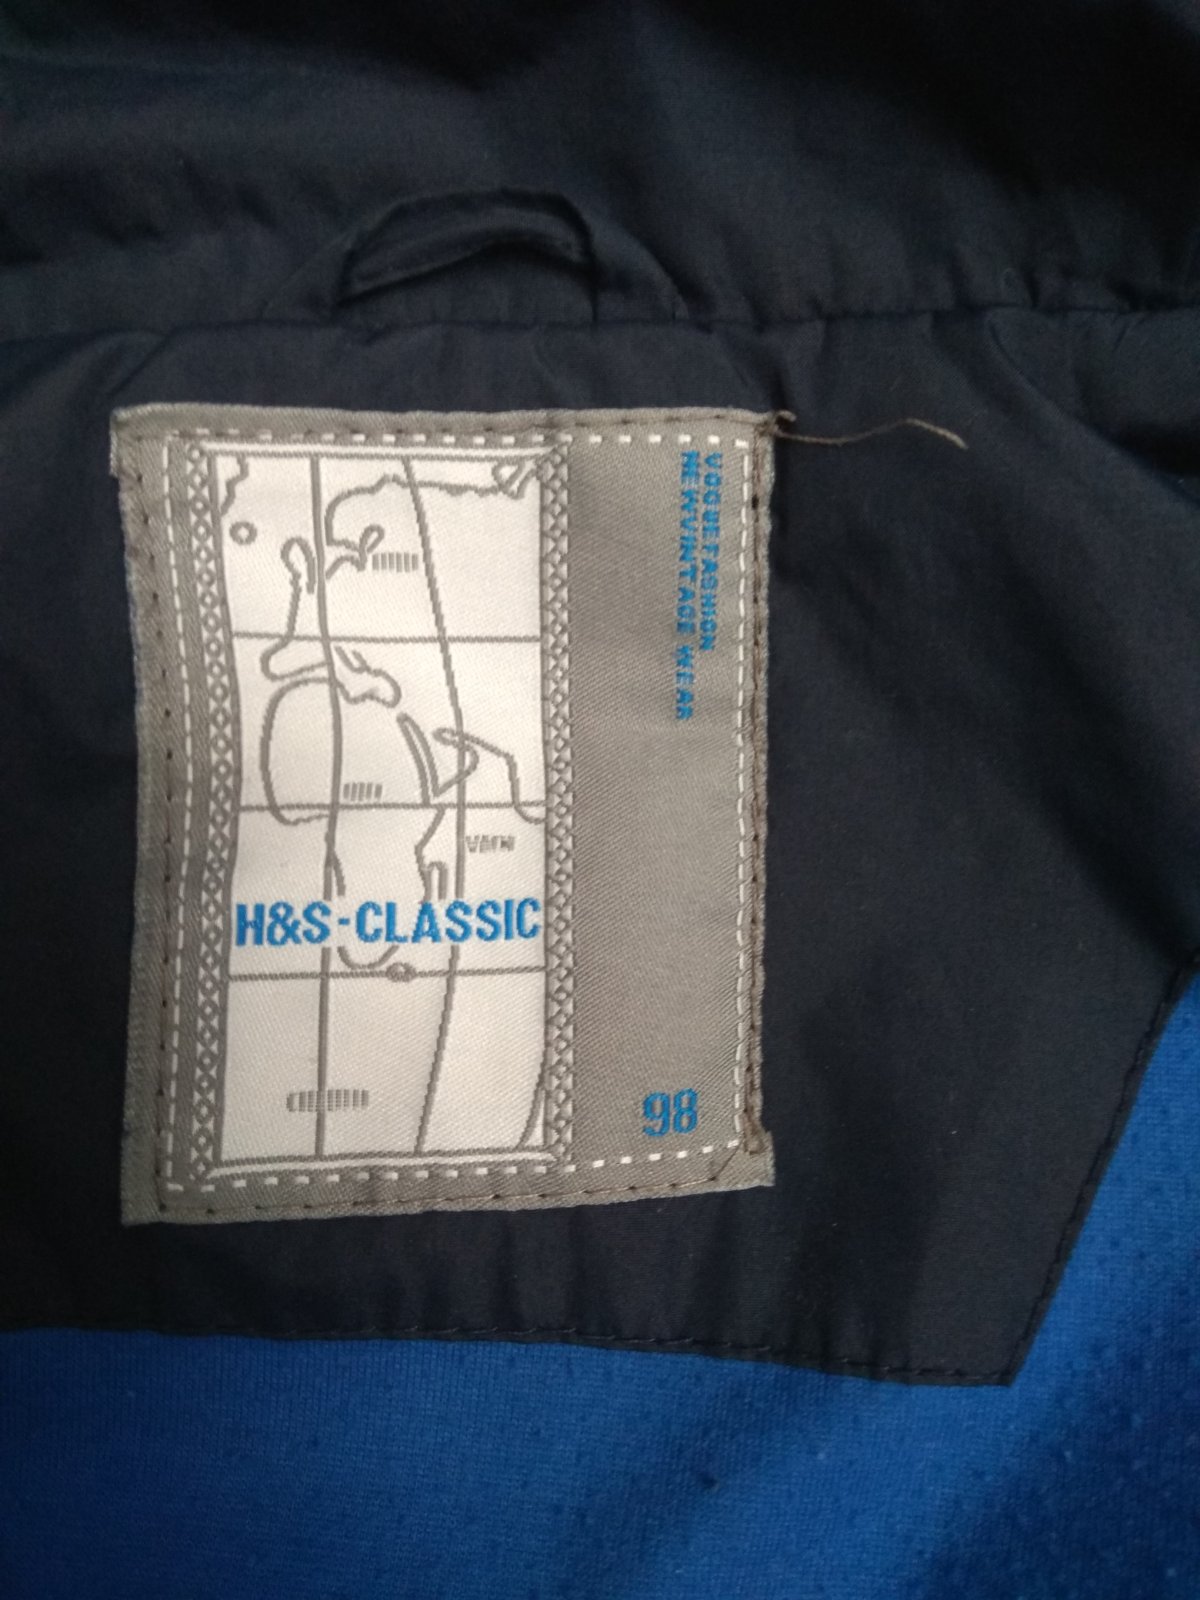 VOGUEFASHION
NEWVINTAGE WEAR
H&S-CLASSIC
98